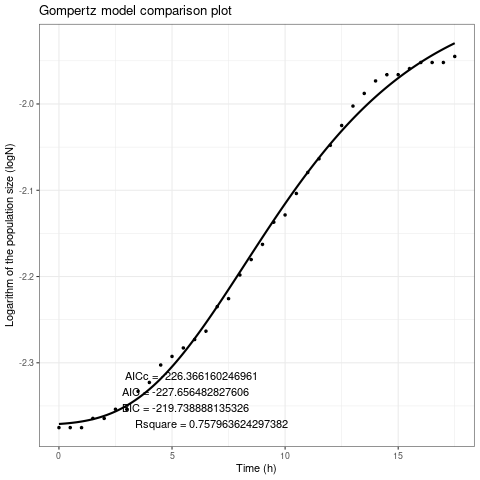 Gompertz model comparison plot
Logarithm of the population size (logN)
-2.0
-2.1
-2.2
-2.3
AICc = -226.366160246961
AIC = -227.656482827606
BIC = -219.738888135326
Rsquare = 0.757963624297382
0 5 10 15
Time (h)